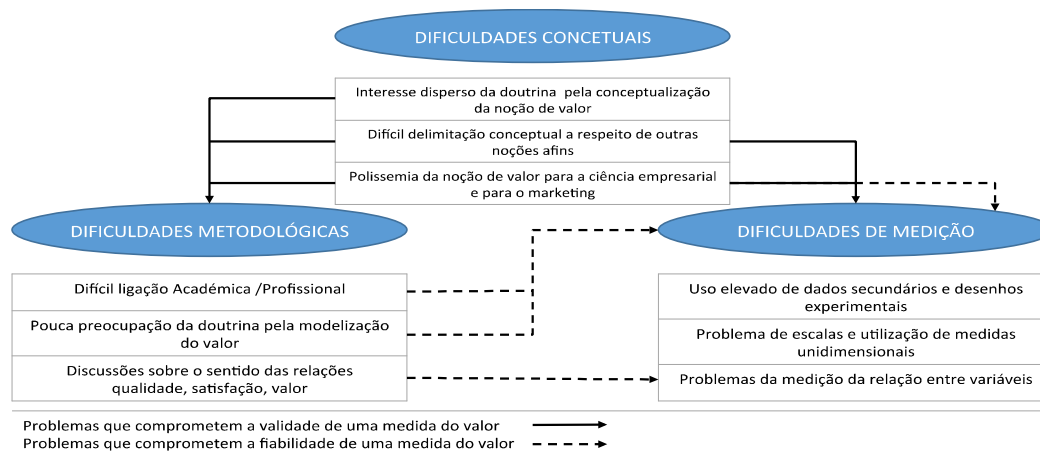 DIFICULDADES CONCETUAIS
Interesse disperso da doutrina pela conceptualização
da noção de valor
Difícil delimitação conceptual a respeito de outras
noções afins
Polissemia da noção de valor para a ciência empresarial
e para o marketing
DIFICULDADES METODOLÓGICAS
Difícil ligação Académica /Profissional
Pouca preocupação da doutrina pela modelização
do valor
Discussões sobre o sentido das relações
qualidade, satisfação, valor
DIFICULDADES DE MEDIÇÃO
Uso elevado de dados secundários e desenhos
experimentais
Problema de escalas e utilização de medidas
unidimensionais
Problemas da medição da relação entre variáveis
Problemas que comprometem a validade de uma medida do valor
Problemas que comprometem a fiabilidade de uma medida do valor